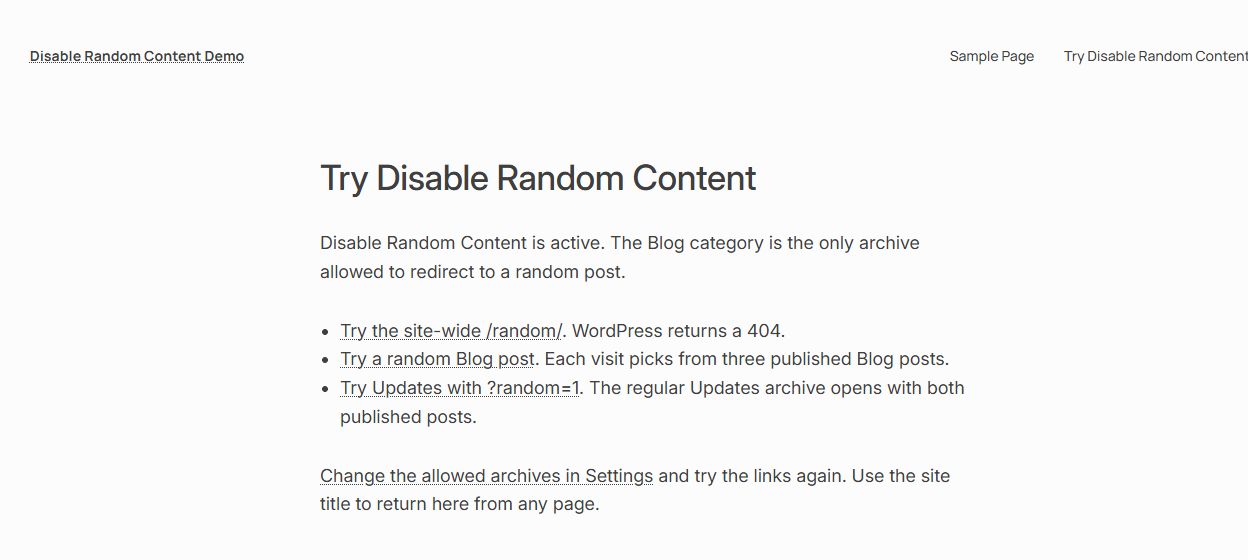 Disable Random Content Demo
Sample Page
Try Disable Random Content
Try Disable Random Content
Disable Random Content is active. The Blog category is the only archive
allowed to redirect to a random post.
• Try the site-wide /random/. WordPress returns a 404.
• Try a random Blog post. Each visit picks from three published Blog posts.
• Try Updates with ?random=1. The regular Updates archive opens with both
published posts.
Change the allowed archives in Settings and try the links again. Use the site
title to return here from any page.